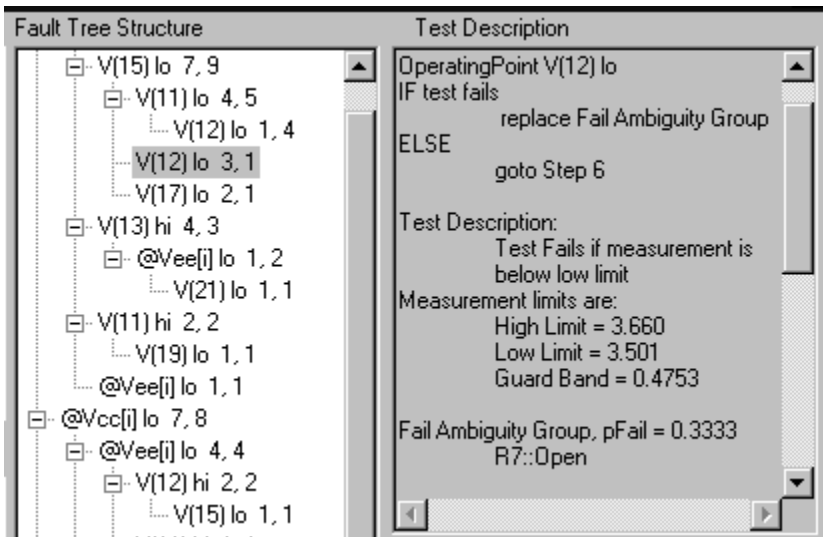 Fault Tree Structure
V(15) lo 7, 9
V(11) lo 4, 5
V(12) lo 1, 4
V(12) lo 3, 1
V(17) lo 2, 1
V(13) hi 4, 3
@Vee[i] lo 1, 2
V(21) lo 1, 1
V(11) hi 2, 2
V(19) lo 1, 1
@Vee[i] lo 1, 1
@Vcc[i] lo 7, 8
@Vee[i] lo 4, 4
V(12) hi 2, 2
V(15) lo 1, 1
Test Description
OperatingPoint V(12) lo
IF test fails
replace Fail Ambiguity Group
ELSE
goto Step 6
Test Description:
Test Fails if measurement is
below low limit
Measurement limits are:
High Limit = 3.660
Low Limit = 3.501
Guard Band = 0.4753
Fail Ambiguity Group, pFail = 0.3333
R7::Open